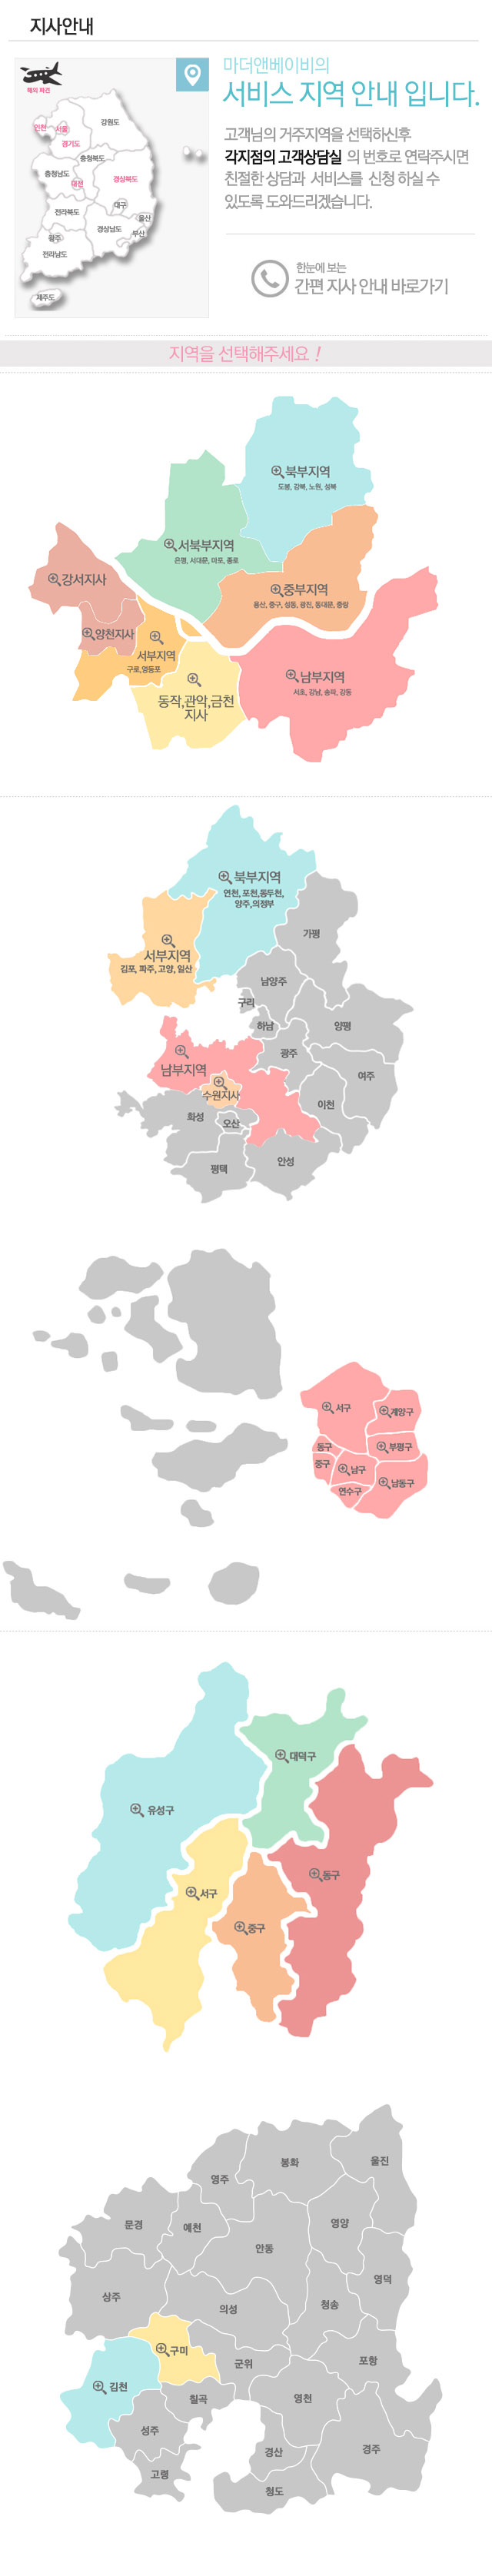 지사안내
해외 파견
인천
서울
경기도
강원도
충청북도
충청남도
대전
경상북도
전라북도
대구
울산
경상남도
부산
광주
전라남도
제주도
마더앤베이비의
서비스 지역 안내 입니다.
고객님의 거주지역을 선택하신후
각지점의 고객상담실 의 번호로 연락주시면
친절한 상담과 서비스를 신청 하실 수
있도록 도와드리겠습니다.
한눈에 보는
간편 지사 안내 바로가기
지역을 선택해주세요 !
북부지역
도봉, 강북, 노원, 성북
서북부지역
은평, 서대문, 마포, 종로
강서지사
중부지역
용산, 중구, 성동, 광진, 동대문, 중랑
양천지사
서부지역
구로,영등포
남부지역
서초, 강남, 송파, 강동
동작,관악,금천
지사
북부지역
연천, 포천,동두천,
양주,의정부
가평
서부지역
김포, 파주, 고양, 일산
남양주
구리
하남
양평
광주
남부지역
여주
수원지사
이천
화성
오산
안성
평택
서구
계양구
동구
부평구
중구
남구
남동구
연수구
대덕구
유성구
동구
서구
중구
울진
봉화
영주
영양
문경
예천
안동
영덕
상주
청송
의성
구미
포항
군위
김천
칠곡
영천
성주
경산
경주
고령
청도